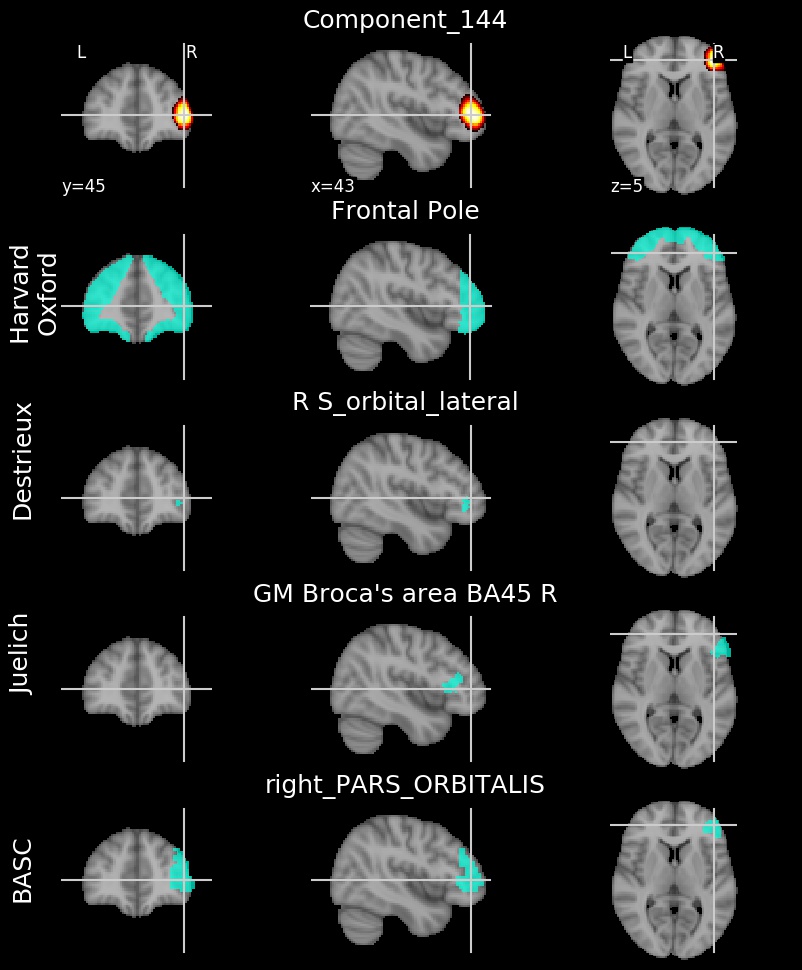 Component_144
L
R
L
R
y=45
x=43
z=5
Frontal Pole
Harvard
Oxford
R S_orbital_lateral
Destrieux
GM Broca's area BA45 R
Juelich
right_PARS_ORBITALIS
BASC